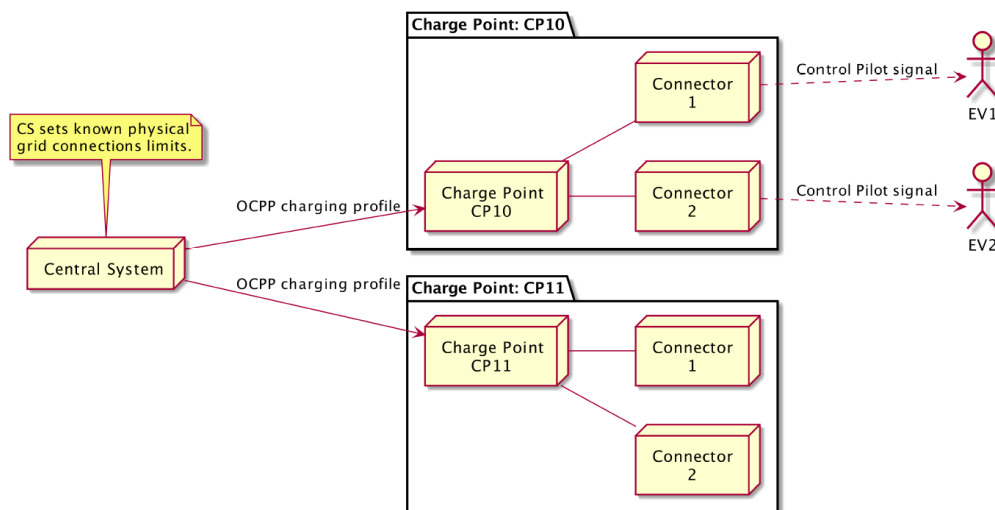 Charge Point: CP10
Connector
1
Control Pilot signal
EV1
CS sets known physical
grid connections limits.
Charge Point
CP10
Connector
2
Control Pilot signal
EV2
OCPP charging profile
Central System
OCPP charging profile
Charge Point: CP11
Charge Point
CP11
Connector
1
Connector
2